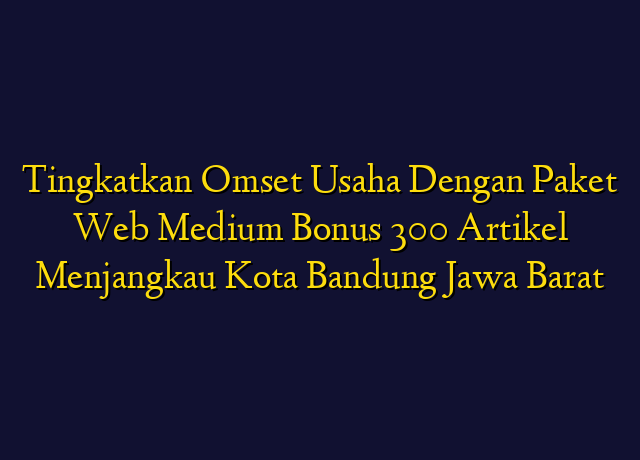 Tingkatkan Omset Usaha Dengan Paket
Web Medium Bonus 300 Artikel
Menjangkau Kota Bandung Jawa Barat